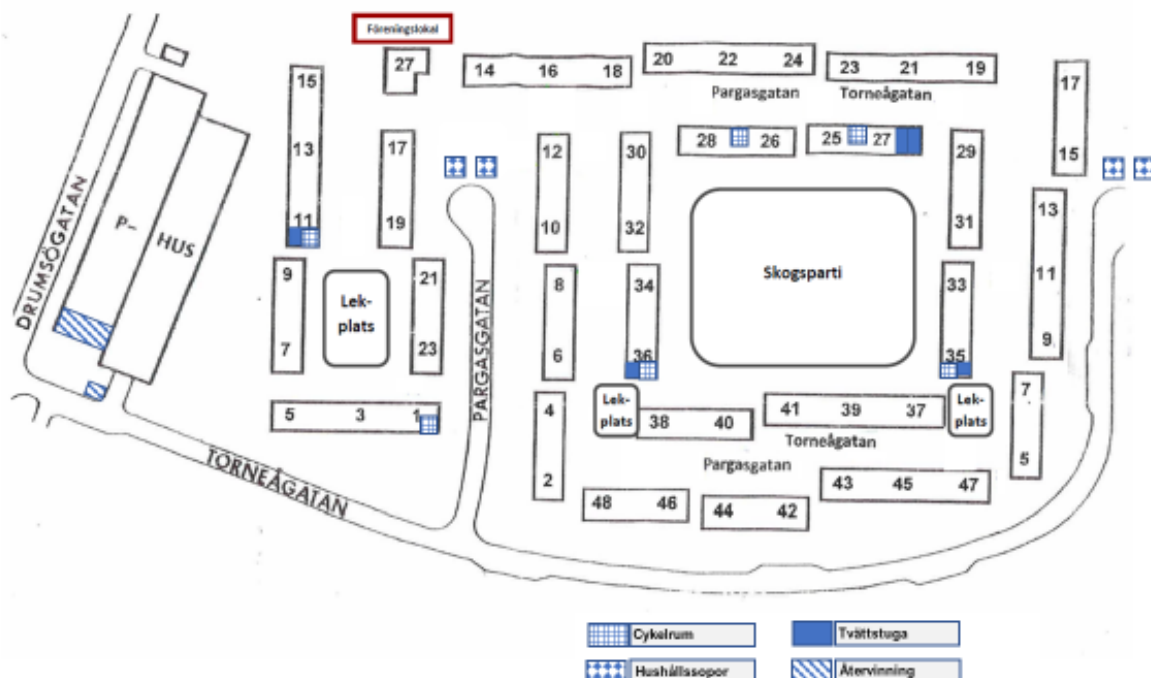 Föreningslokal
27
14 16 18
20 22 24
23 21 19
Pargasgatan
Torneågatan
15
13
11
17
19
12
10
30
32
28 26
25 27
29
31
17
15
13
11
9
DRUMSÖGATAN
P-
HUS
9
7
Lek-
plats
21
23
PARGASGATAN
8
6
34
36
Skogsparti
33
35
7
5
5 3 1
4
2
Lek-
plats
38 40
41 39 37
Lek-
plats
Torneågatan
Pargasgatan
TORNEÅGATAN
48 46
44 42
43 45 47
Cykelrum
Tvättstuga
Hushållssopor
Återvinning